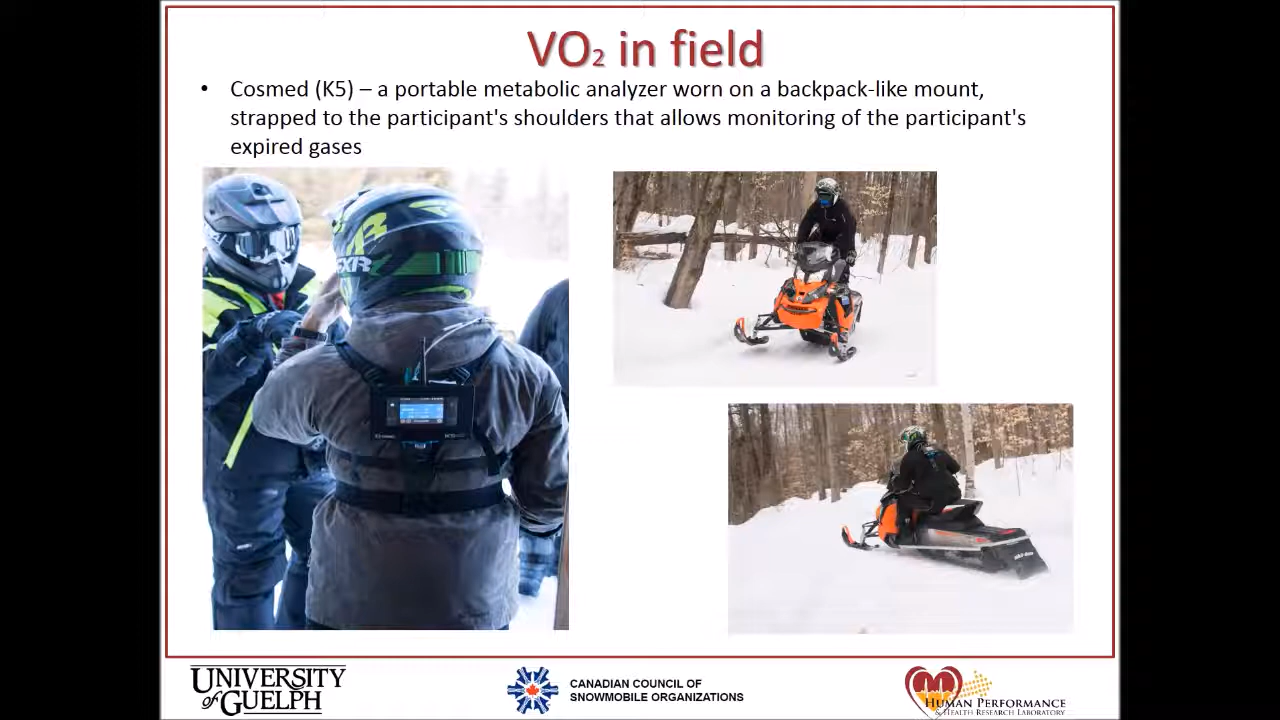 VO₂ in field
• Cosmed (K5) – a portable metabolic analyzer worn on a backpack-like mount,
strapped to the participant's shoulders that allows monitoring of the participant's
expired gases
FXR
UNIVERSITY
of GUELPH
CANADIAN COUNCIL OF
SNOWMOBILE ORGANIZATIONS
HUMAN PERFORMANCE
& HEALTH RESEARCH LABORATORY